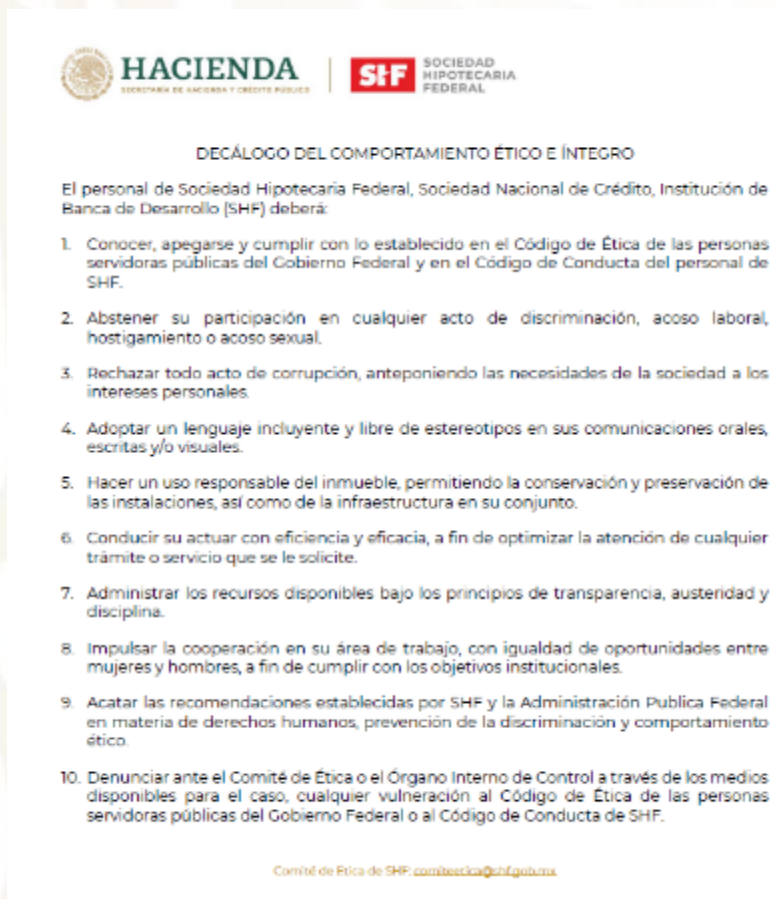 HACIENDA
SECRETARÍA DE HACIENDA Y CRÉDITO PÚBLICO
SHF
SOCIEDAD
HIPOTECARIA
FEDERAL
DECÁLOGO DEL COMPORTAMIENTO ÉTICO E ÍNTEGRO
El personal de Sociedad Hipotecaria Federal, Sociedad Nacional de Crédito, Institución de
Banca de Desarrollo (SHF) deberá:
1. Conocer, apegarse y cumplir con lo establecido en el Código de Ética de las personas
servidoras públicas del Gobierno Federal y en el Código de Conducta del personal de
SHF.
2. Abstener su participación en cualquier acto de discriminación, acoso laboral,
hostigamiento o acoso sexual.
3. Rechazar todo acto de corrupción, anteponiendo las necesidades de la sociedad a los
intereses personales.
4. Adoptar un lenguaje incluyente y libre de estereotipos en sus comunicaciones orales,
escritas y/o visuales.
5. Hacer un uso responsable del inmueble, permitiendo la conservación y preservación de
las instalaciones, así como de la infraestructura en su conjunto.
6. Conducir su actuar con eficiencia y eficacia, a fin de optimizar la atención de cualquier
trámite o servicio que se le solicite.
7. Administrar los recursos disponibles bajo los principios de transparencia, austeridad y
disciplina.
8. Impulsar la cooperación en su área de trabajo, con igualdad de oportunidades entre
mujeres y hombres, a fin de cumplir con los objetivos institucionales.
9. Acatar las recomendaciones establecidas por SHF y la Administración Publica Federal
en materia de derechos humanos, prevención de la discriminación y comportamiento
ético.
10. Denunciar ante el Comité de Ética o el Órgano Interno de Control a través de los medios
disponibles para el caso, cualquier vulneración al Código de Ética de las personas
servidoras públicas del Gobierno Federal o al Código de Conducta de SHF.
Comité de Ética de SHF: comiteetica@shf.gob.mx